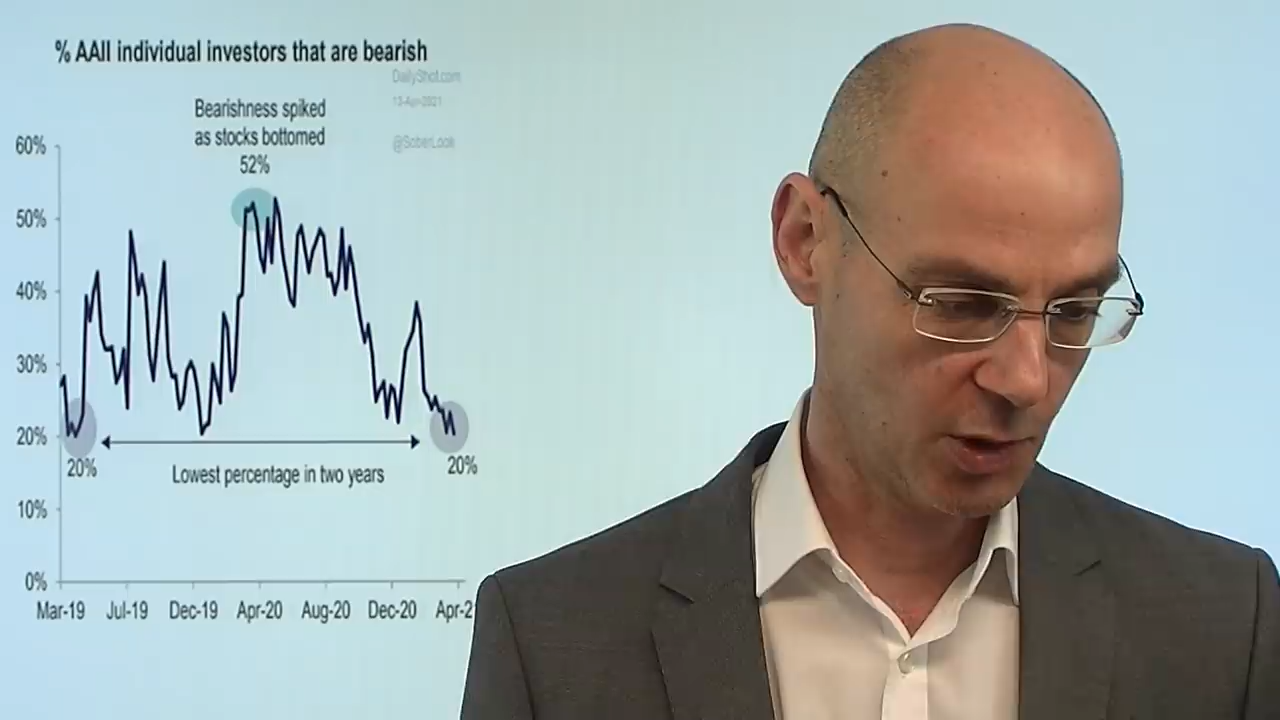 % AAII individual investors that are bearish
DailyShot.com
13-Apr-2021
@SoberLook
Bearishness spiked
as stocks bottomed
52%
60%
50%
40%
30%
20%
10%
0%
20%
Lowest percentage in two years
20%
Mar-19 Jul-19 Dec-19 Apr-20 Aug-20 Dec-20 Apr-2